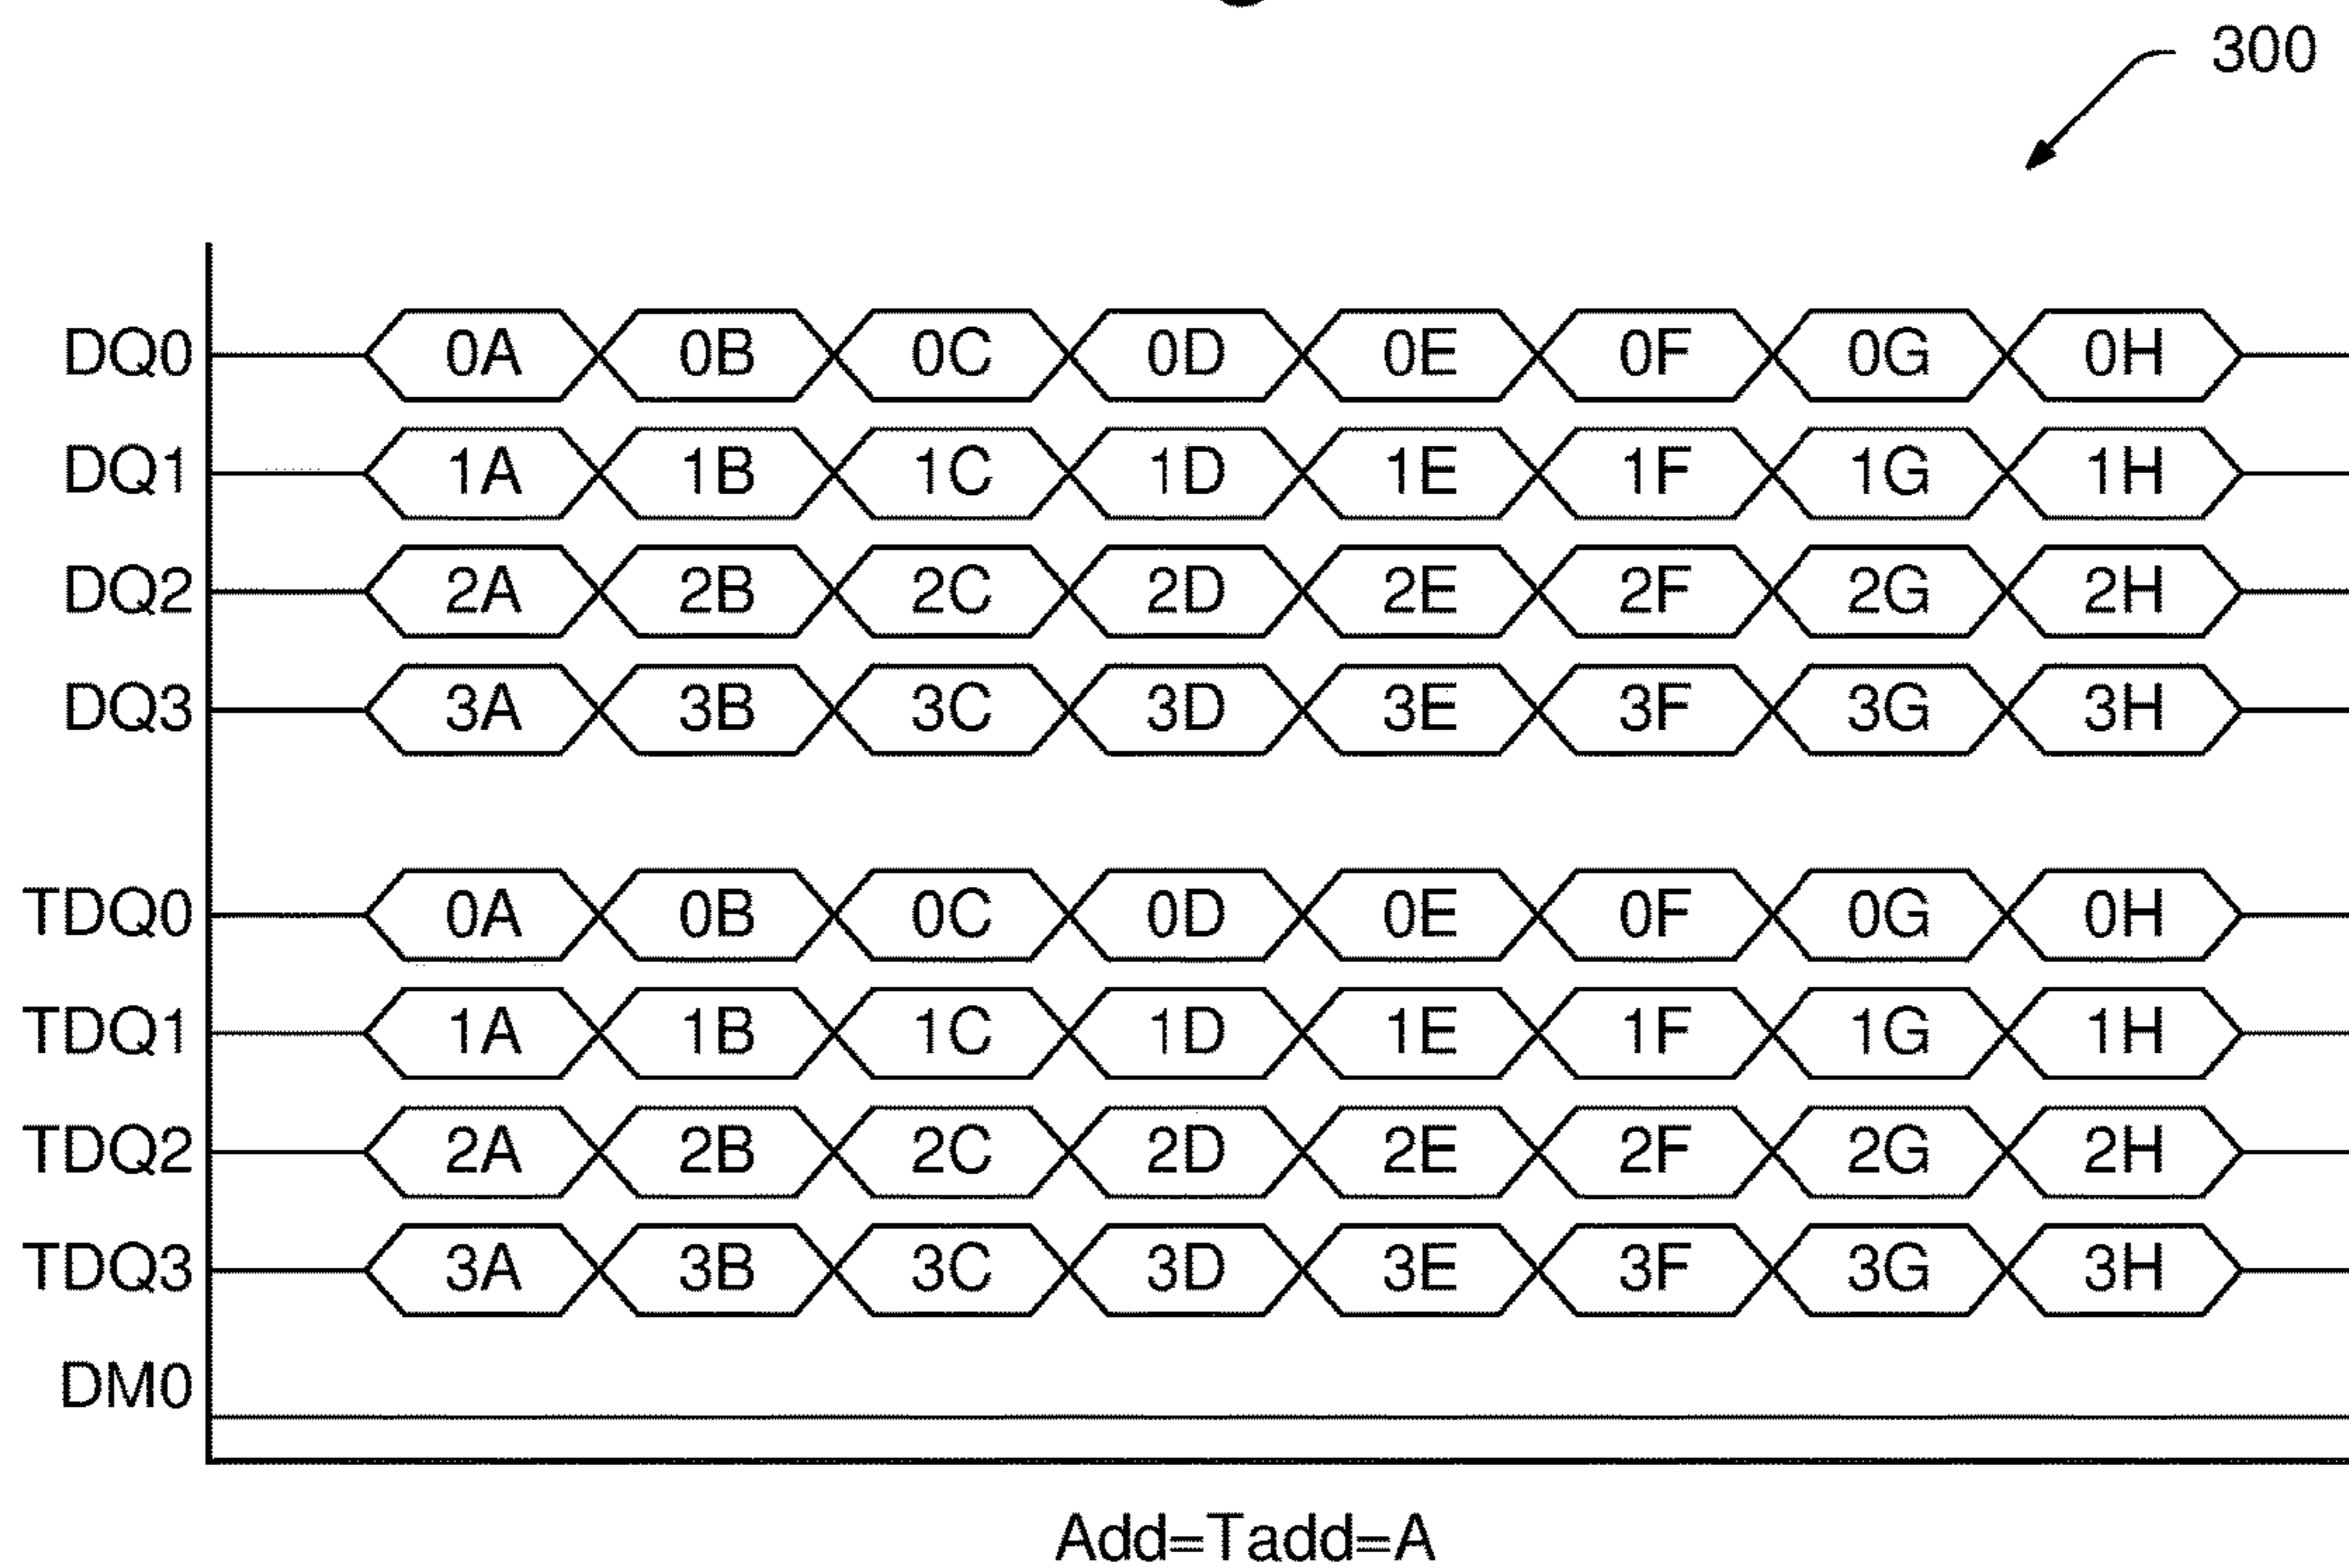 300
DQ0 0A 0B 0C 0D 0E 0F 0G 0H
DQ1 1A 1B 1C 1D 1E 1F 1G 1H
DQ2 2A 2B 2C 2D 2E 2F 2G 2H
DQ3 3A 3B 3C 3D 3E 3F 3G 3H
TDQ0 0A 0B 0C 0D 0E 0F 0G 0H
TDQ1 1A 1B 1C 1D 1E 1F 1G 1H
TDQ2 2A 2B 2C 2D 2E 2F 2G 2H
TDQ3 3A 3B 3C 3D 3E 3F 3G 3H
DM0
Add=Tadd=A